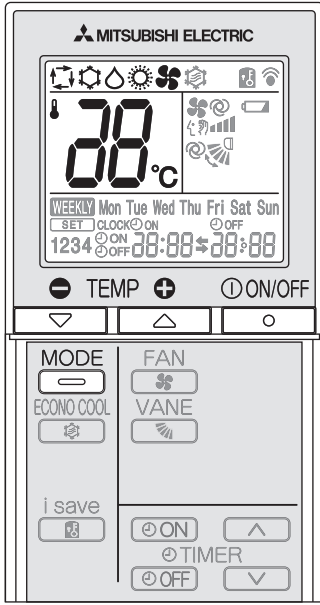 MITSUBISHI ELECTRIC
88°C
WEEKLY Mon Tue Wed Thu Fri Sat Sun
SET CLOCK ON OFF
1234 ON OFF 88:88 88:88
TEMP ON/OFF
MODE FAN
ECONO COOL VANE
i save
ON
TIMER
OFF